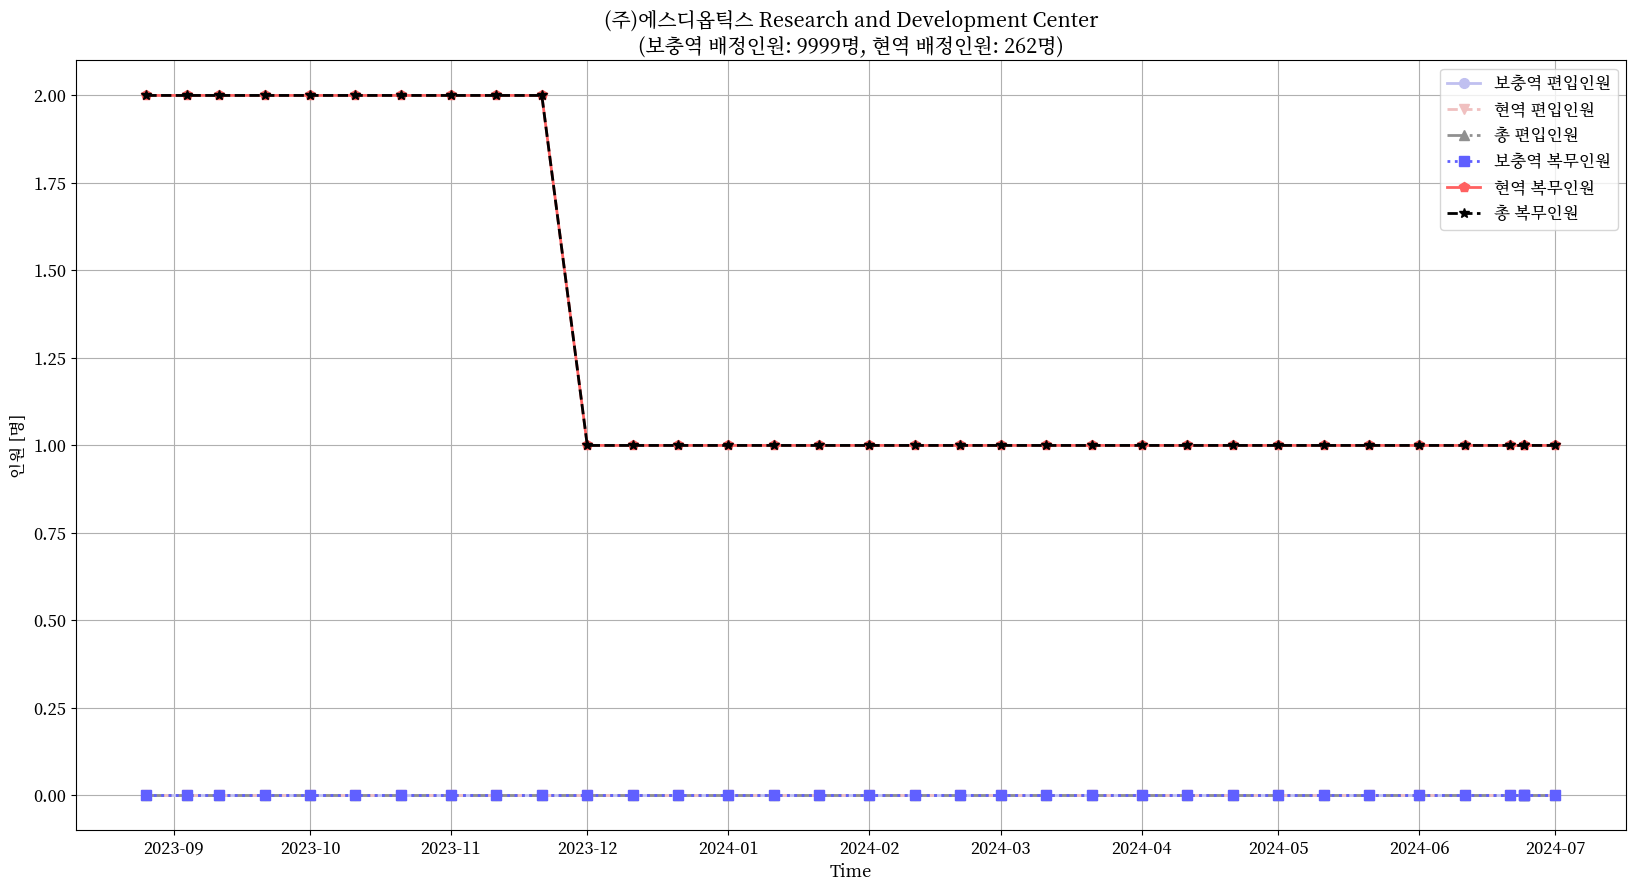 (주)에스디옵틱스 Research and Development Center
(보충역 배정인원: 9999명, 현역 배정인원: 262명)
보충역 편입인원
현역 편입인원
총 편입인원
보충역 복무인원
현역 복무인원
총 복무인원
인원 [명]
2.00
1.75
1.50
1.25
1.00
0.75
0.50
0.25
0.00
2023-09 2023-10 2023-11 2023-12 2024-01 2024-02 2024-03 2024-04 2024-05 2024-06 2024-07
Time